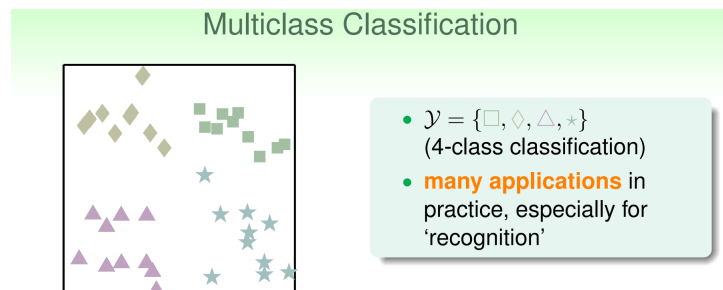 Multiclass Classification
• 𝒴 = {□, ◇, △, ⋆}
(4-class classification)
• many applications in
practice, especially for
‘recognition’